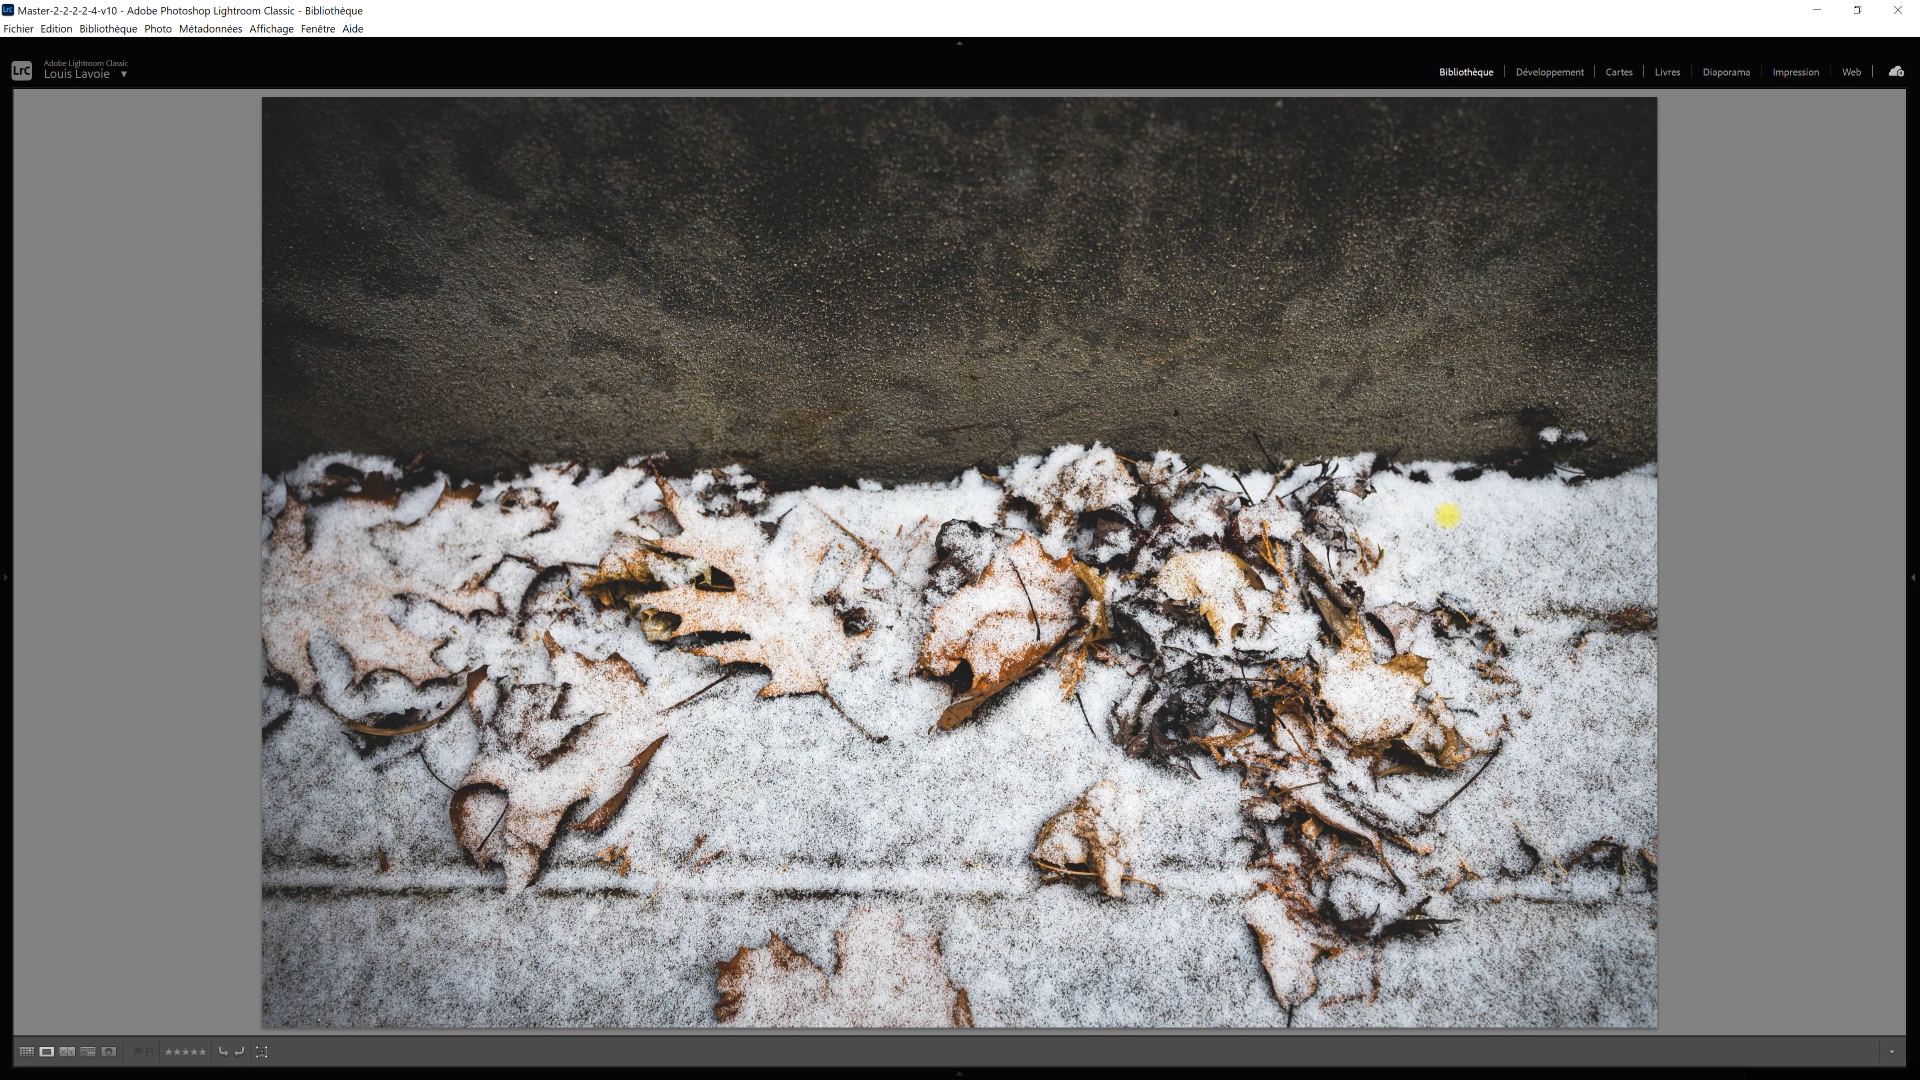 Master-2-2-2-2-4-v10 - Adobe Photoshop Lightroom Classic - Bibliothèque
Fichier Edition Bibliothèque Photo Métadonnées Affichage Fenêtre Aide
LrC
Adobe Lightroom Classic
Louis Lavoie
Bibliothèque Développement Cartes Livres Diaporama Impression Web